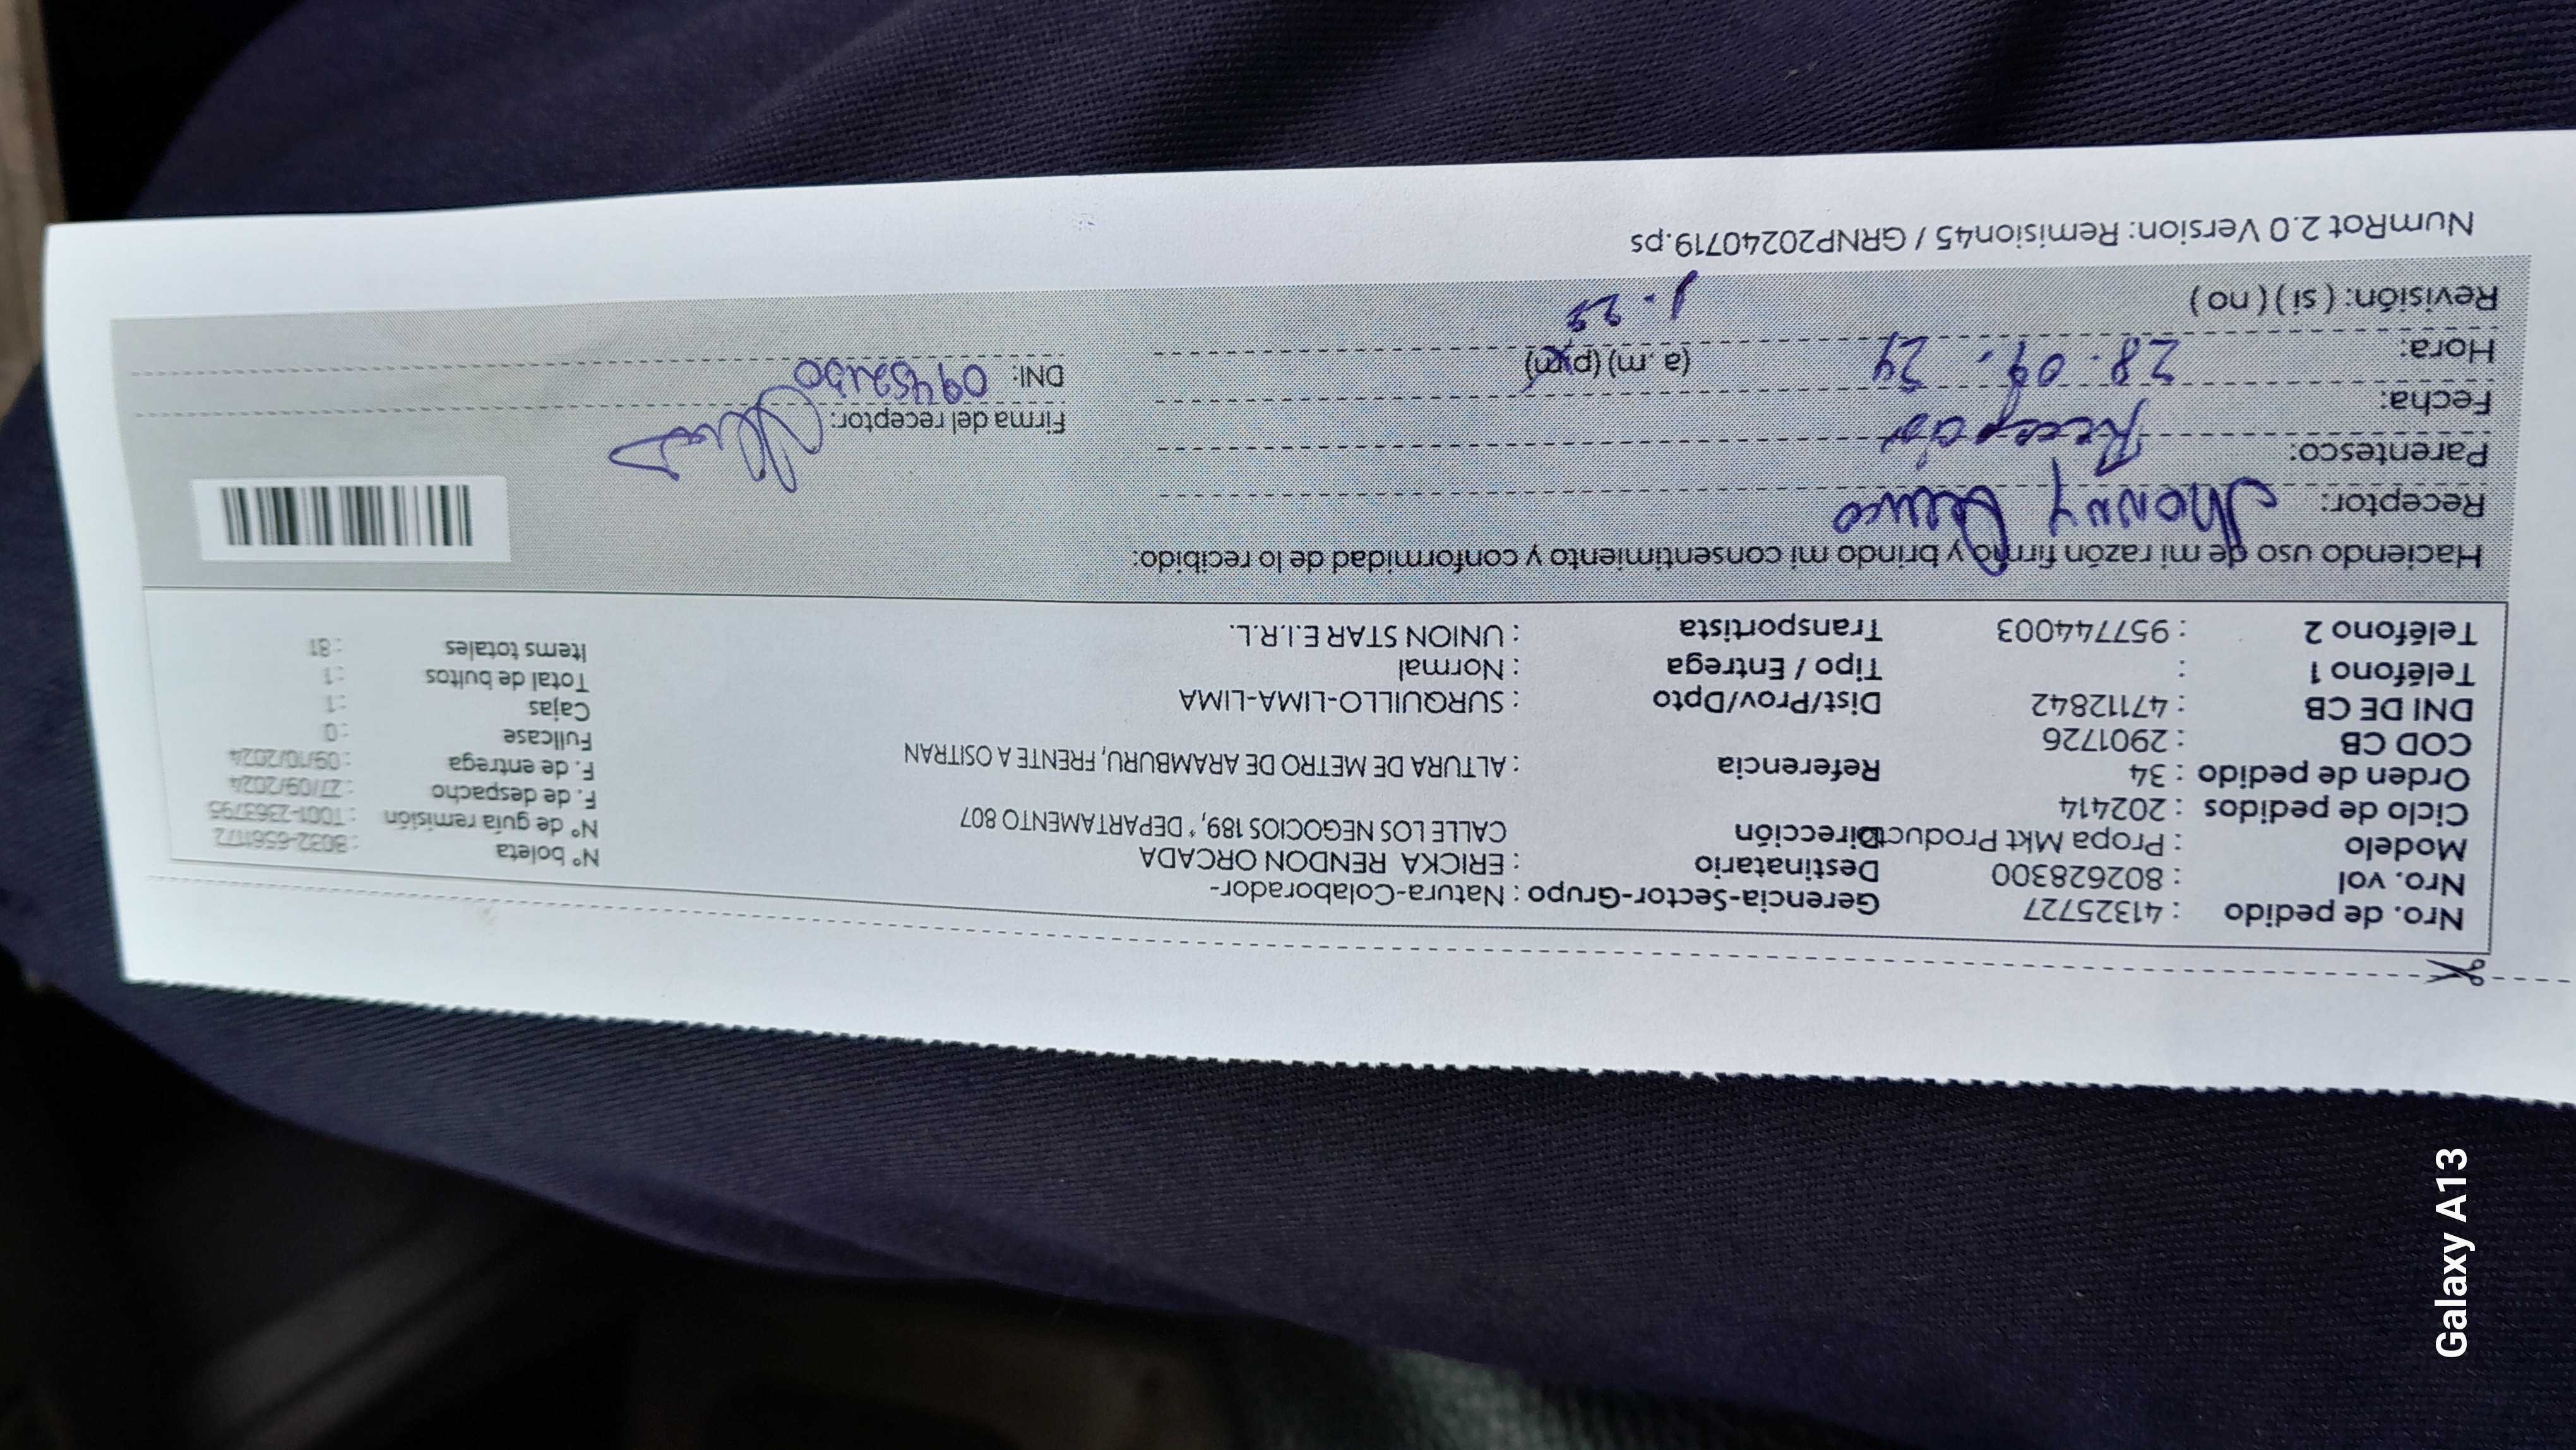 Nro. de pedido : 41325727 Gerencia-Sector-Grupo : Natura-Colaborador-
Nro. vol : 802628300 Destinatario : ERICKA RENDON ORCADA Nº boleta : B032-656172
Modelo : Propa Mkt Product Dirección CALLE LOS NEGOCIOS 189, * DEPARTAMENTO 807 Nº de guía remisión : T001-2363795
Ciclo de pedidos : 202414 F. de despacho : 27/09/2024
Orden de pedido : 34 Referencia : ALTURA DE METRO DE ARAMBURU, FRENTE A OSITRAN F. de entrega : 09/10/2024
COD CB : 2901726 Fullcase : 0
DNI DE CB : 47112842 Dist/Prov/Dpto : SURQUILLO-LIMA-LIMA Cajas : 1
Teléfono 1 : Tipo / Entrega : Normal Total de bultos : 1
Teléfono 2 : 957744003 Transportista : UNION STAR E.I.R.L. Items totales : 81
Haciendo uso de mi razón firmo y brindo mi consentimiento y conformidad de lo recibido:
Receptor: Jhonny
Parentesco: Recepción Firma del receptor:
Fecha: 28.09.24 DNI:
Hora: (a.m) (p.m)
Revisión: ( si ) ( no )
NumRot 2.0 Version: Remision45 / GRNP20240719.ps
Galaxy A13